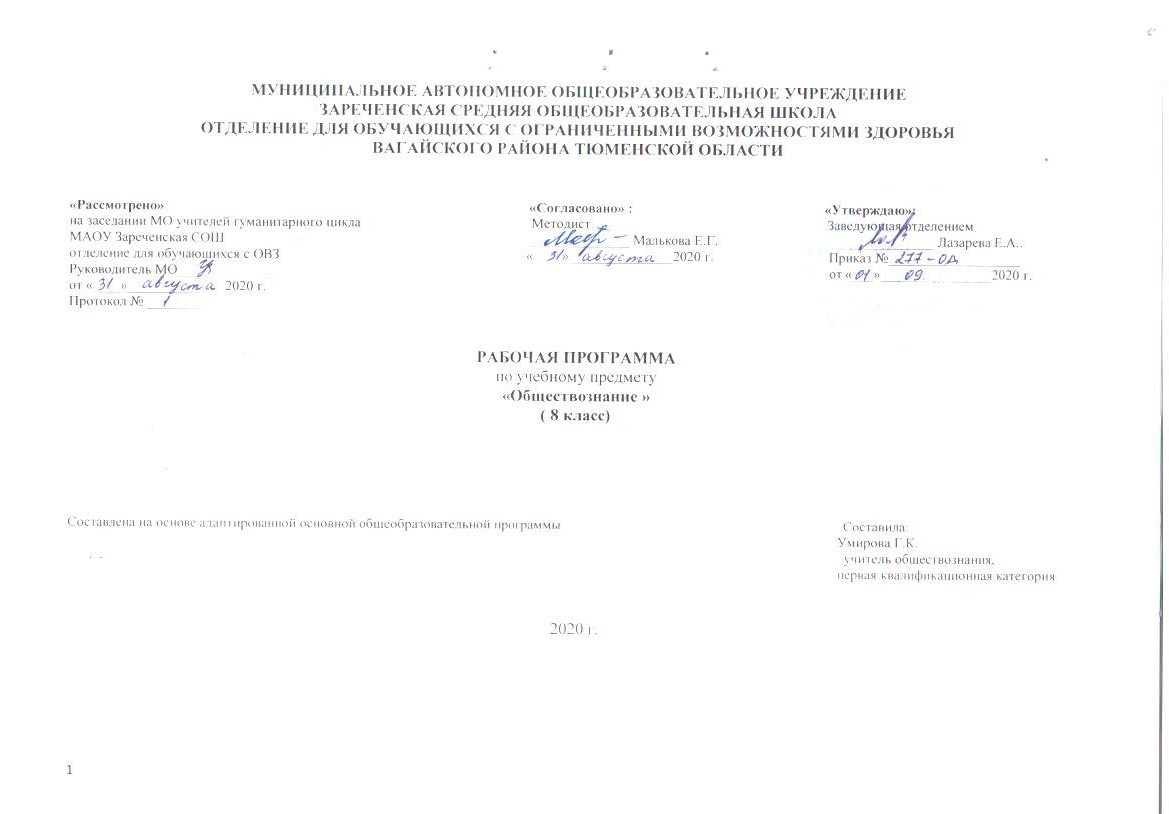 МУНИЦИПАЛЬНОЕ АВТОНОМНОЕ ОБЩЕОБРАЗОВАТЕЛЬНОЕ УЧРЕЖДЕНИЕ
ЗАРЕЧЕНСКАЯ СРЕДНЯЯ ОБЩЕОБРАЗОВАТЕЛЬНАЯ ШКОЛА
ОТДЕЛЕНИЕ ДЛЯ ОБУЧАЮЩИХСЯ С ОГРАНИЧЕННЫМИ ВОЗМОЖНОСТЯМИ ЗДОРОВЬЯ
ВАГАЙСКОГО РАЙОНА ТЮМЕНСКОЙ ОБЛАСТИ
«Рассмотрено»
на заседании МО учителей гуманитарного цикла
МАОУ Зареченская СОШ
отделение для обучающихся с ОВЗ
Руководитель МО
от « 31 » августа 2020 г.
Протокол № 1
«Согласовано» :
Методист
Малькова Е.Г.
« 31» августа 2020 г.
«Утверждаю»:
Заведующая отделением
Лазарева Е.А..
Приказ № 277-од
от « 01 » 09. 2020 г.
РАБОЧАЯ ПРОГРАММА
по учебному предмету
«Обществознание »
( 8 класс)
Составлена на основе адаптированной основной общеобразовательной программы
Составила:
Умирова Г.К.
учитель обществознания,
первая квалификационная категория
2020 г.
1